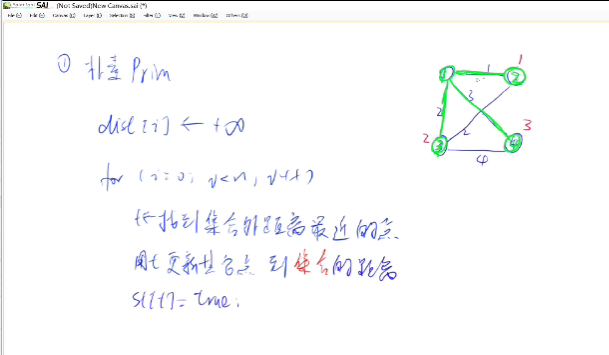 SAI (Not Saved)New Canvas.sai (*)
File Edit Canvas Layer Selection Filter View Window Others
① 朴素 Prim
dist[i] ← +∞
for (i=0; i<n; i++)
t←找到集合外距离最近的点
用t更新其它点到集合的距离
s[t]=true.
1 1
① ②
2 3
2 ③ 2 ④ 3
4